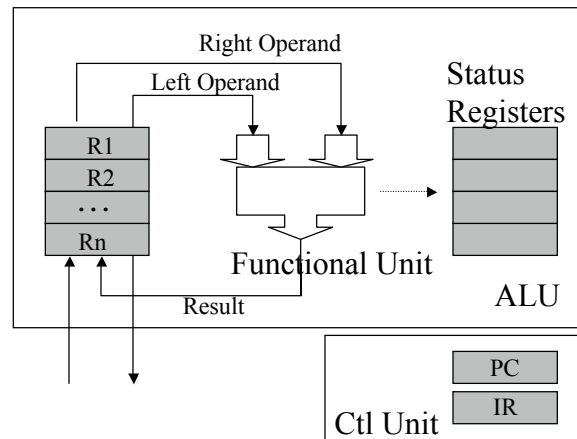 Right Operand
Left Operand
Status
Registers
R1
R2
...
Rn
Functional Unit
Result
ALU
PC
IR
Ctl Unit